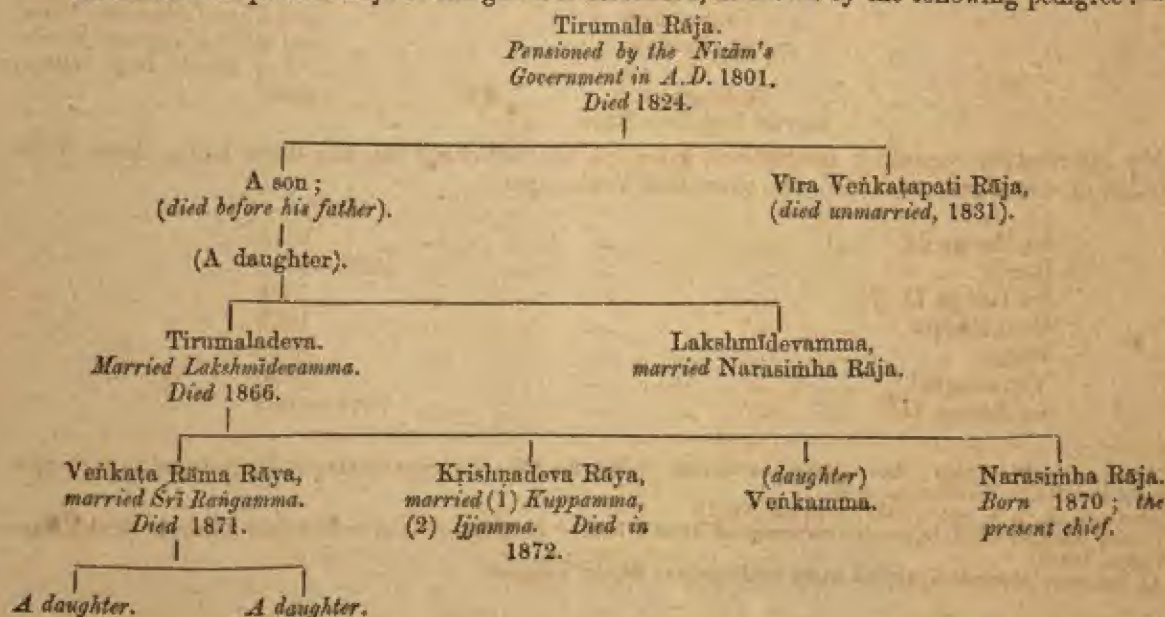 Tirumala Rāja.
Pensioned by the Nizām's
Government in A.D. 1801.
Died 1824.
A son;
(died before his father).
Vīra Veṅkaṭapati Rāja,
(died unmarried, 1831).
(A daughter).
Tirumaladeva.
Married Lakshmīdevamma.
Died 1866.
Lakshmīdevamma,
married Narasiṁha Rāja.
Veṅkaṭa Rāma Rāya,
married Śrī Raṅgamma.
Died 1871.
Kṛishṇadeva Rāya,
married (1) Kuppamma,
(2) Ijjamma. Died in
1872.
(daughter)
Veṅkamma.
Narasiṁha Rāja.
Born 1870; the
present chief.
A daughter.
A daughter.